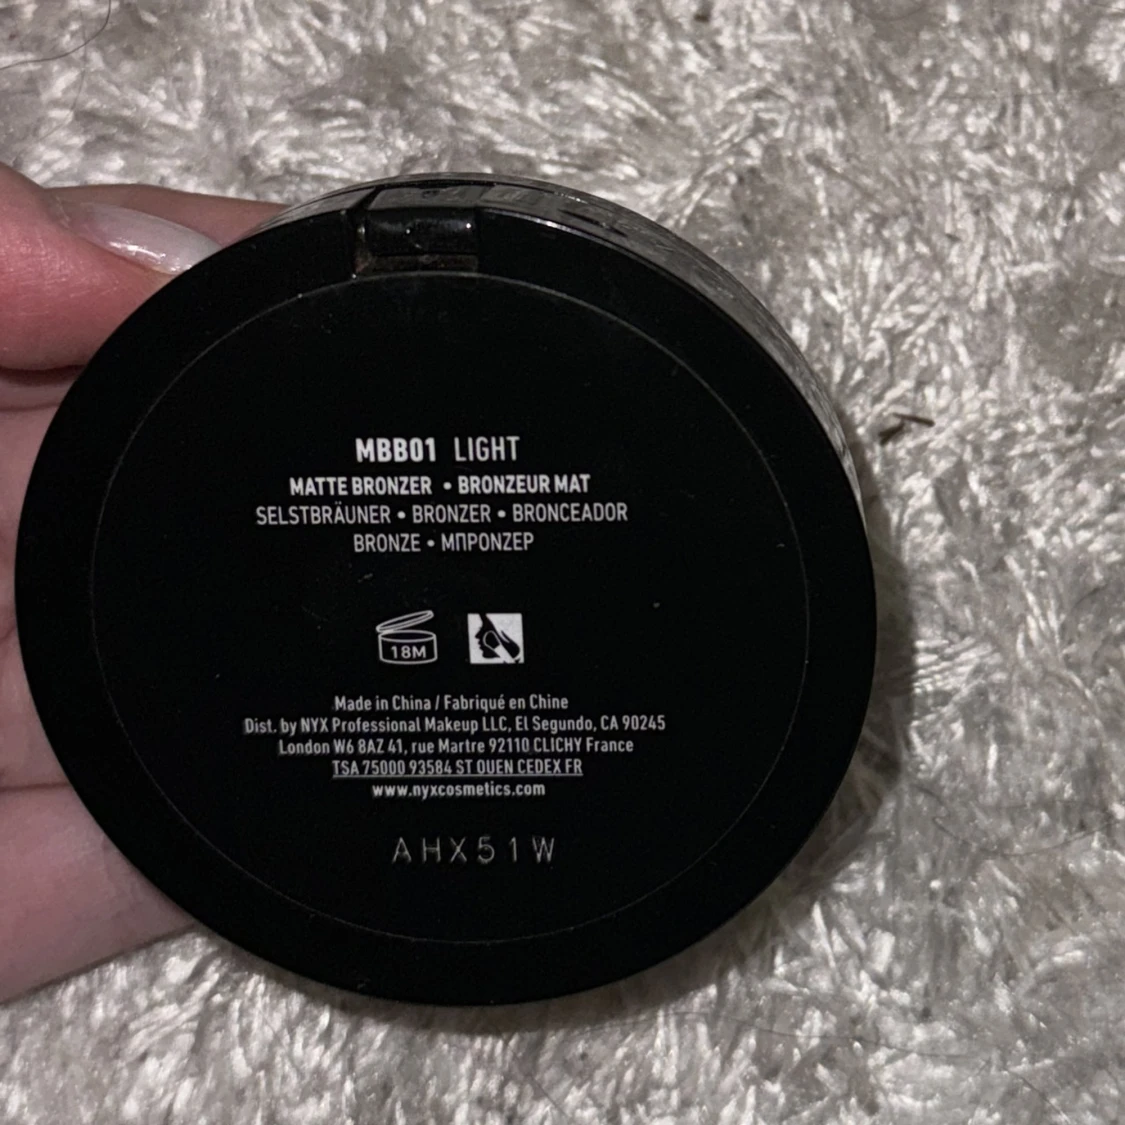 MBB01 LIGHT
MATTE BRONZER • BRONZEUR MAT
SELSTBRÄUNER • BRONZER • BRONCEADOR
BRONZE • ΜΠΡΟΝΖΕΡ
18M
Made in China / Fabriqué en Chine
Dist. by NYX Professional Makeup LLC, El Segundo, CA 90245
London W6 8AZ 41, rue Martre 92110 CLICHY France
TSA 75000 93584 ST OUEN CEDEX FR
www.nyxcosmetics.com
AHX51W